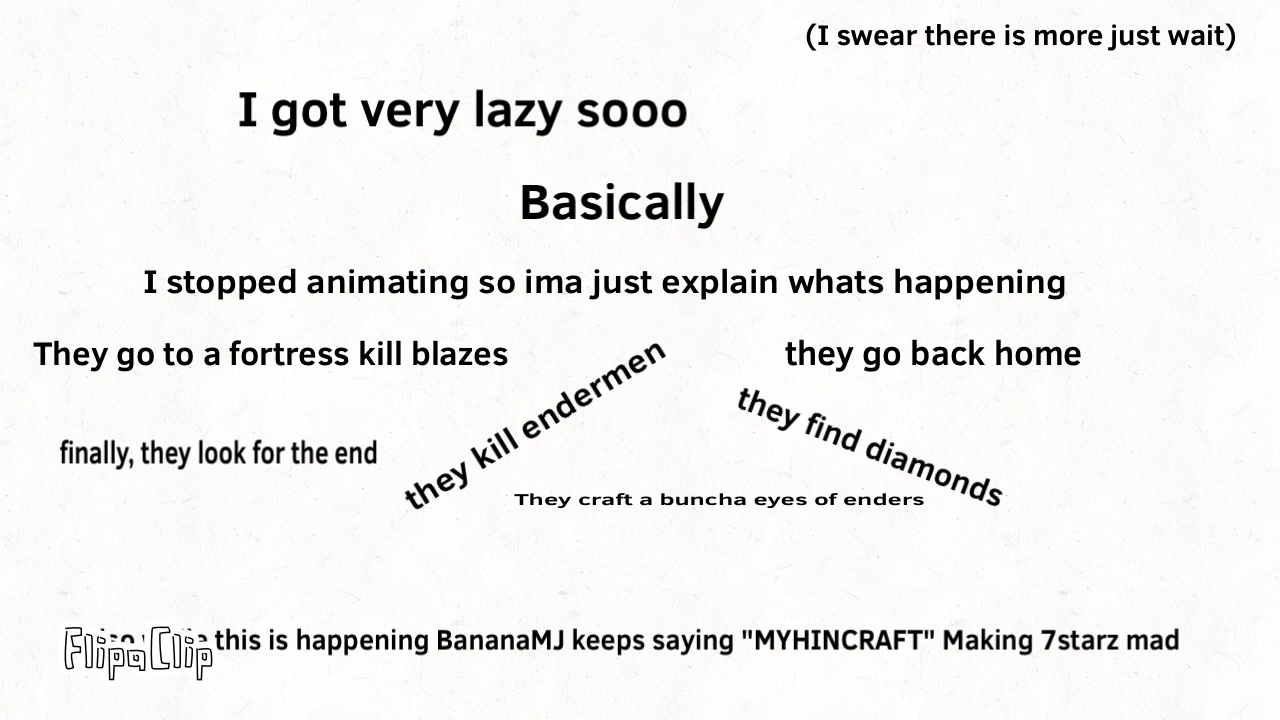 (I swear there is more just wait)
I got very lazy sooo
Basically
I stopped animating so ima just explain whats happening
They go to a fortress kill blazes
they kill endermen
they go back home
they find diamonds
They craft a buncha eyes of enders
finally, they look for the end
this is happening BananaMJ keeps saying "MYHINCRAFT" Making 7starz mad
FlipaClip